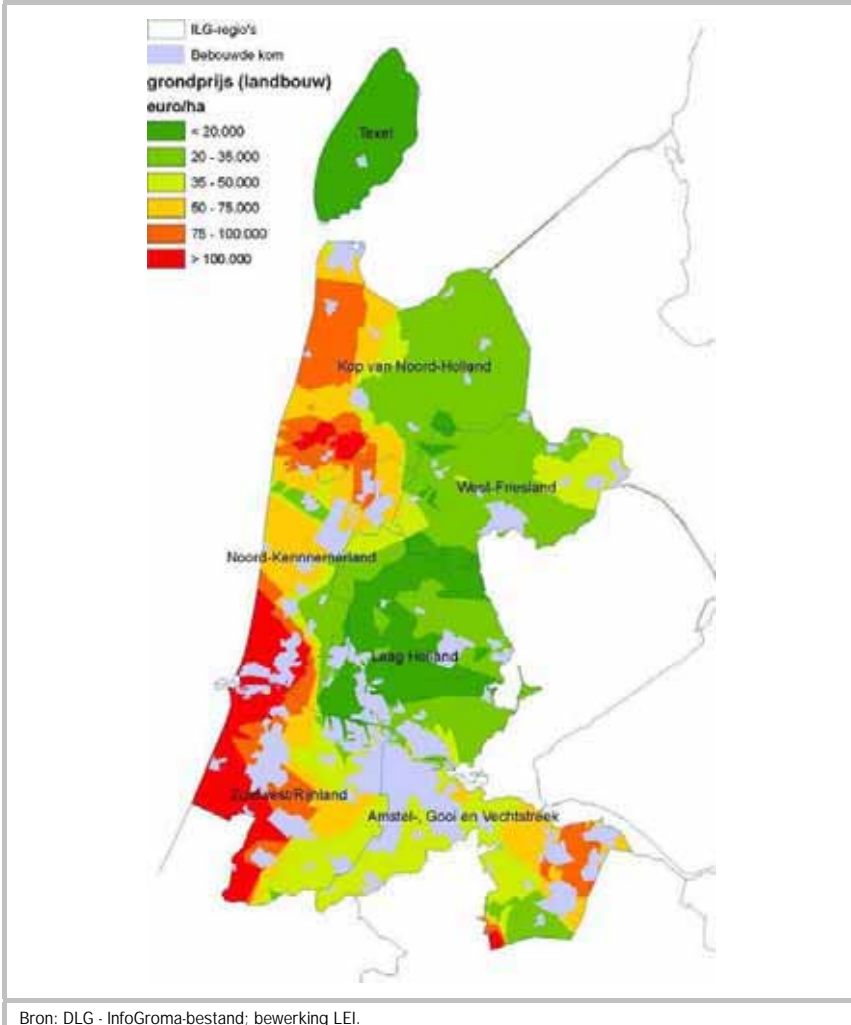 ILG-regio's
Bebouwde kom
grondprijs (landbouw)
euro/ha
< 20.000
20 - 35.000
35 - 50.000
50 - 75.000
75 - 100.000
> 100.000
Texel
Kop van Noord-Holland
West-Friesland
Noord-Kennnemerland
Laag Holland
Zuidwest/Rijnland
Amstel-, Gooi en Vechtstreek
Bron: DLG - InfoGroma-bestand; bewerking LEI.